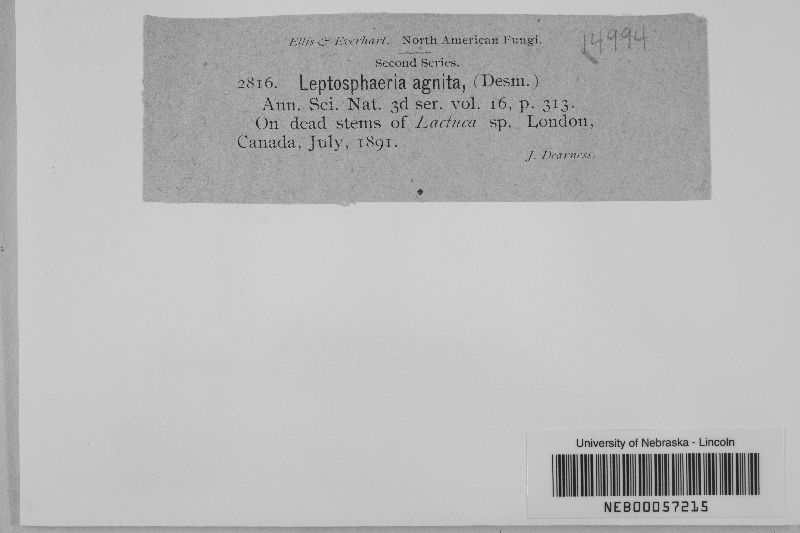 Ellis & Everhart. North American Fungi.
14994
Second Series.
2816. Leptosphaeria agnita, (Desm.)
Ann. Sci. Nat. 3d ser. vol. 16, p. 313.
On dead stems of Lactuca sp. London,
Canada, July, 1891.
J. Dearness.
University of Nebraska - Lincoln
NEB00057215